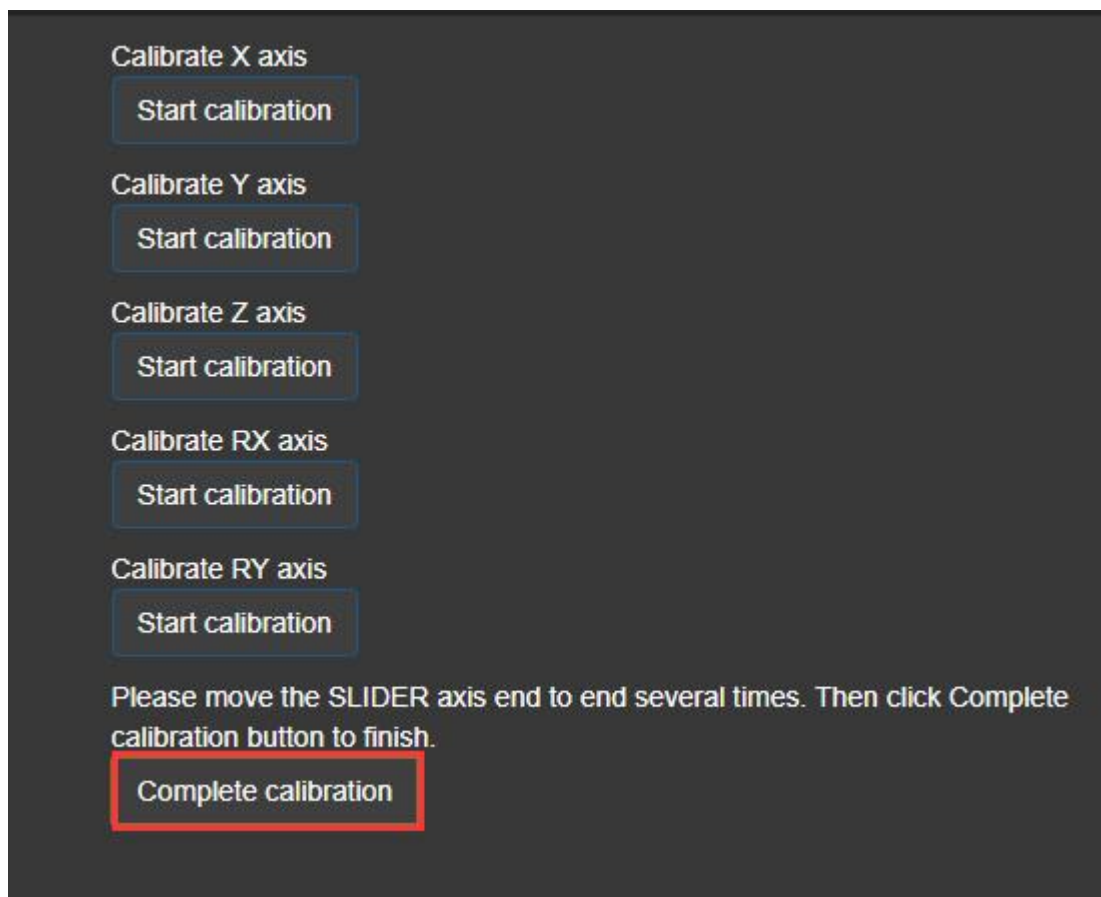 Calibrate X axis
Start calibration
Calibrate Y axis
Start calibration
Calibrate Z axis
Start calibration
Calibrate RX axis
Start calibration
Calibrate RY axis
Start calibration
Please move the SLIDER axis end to end several times. Then click Complete
calibration button to finish.
Complete calibration